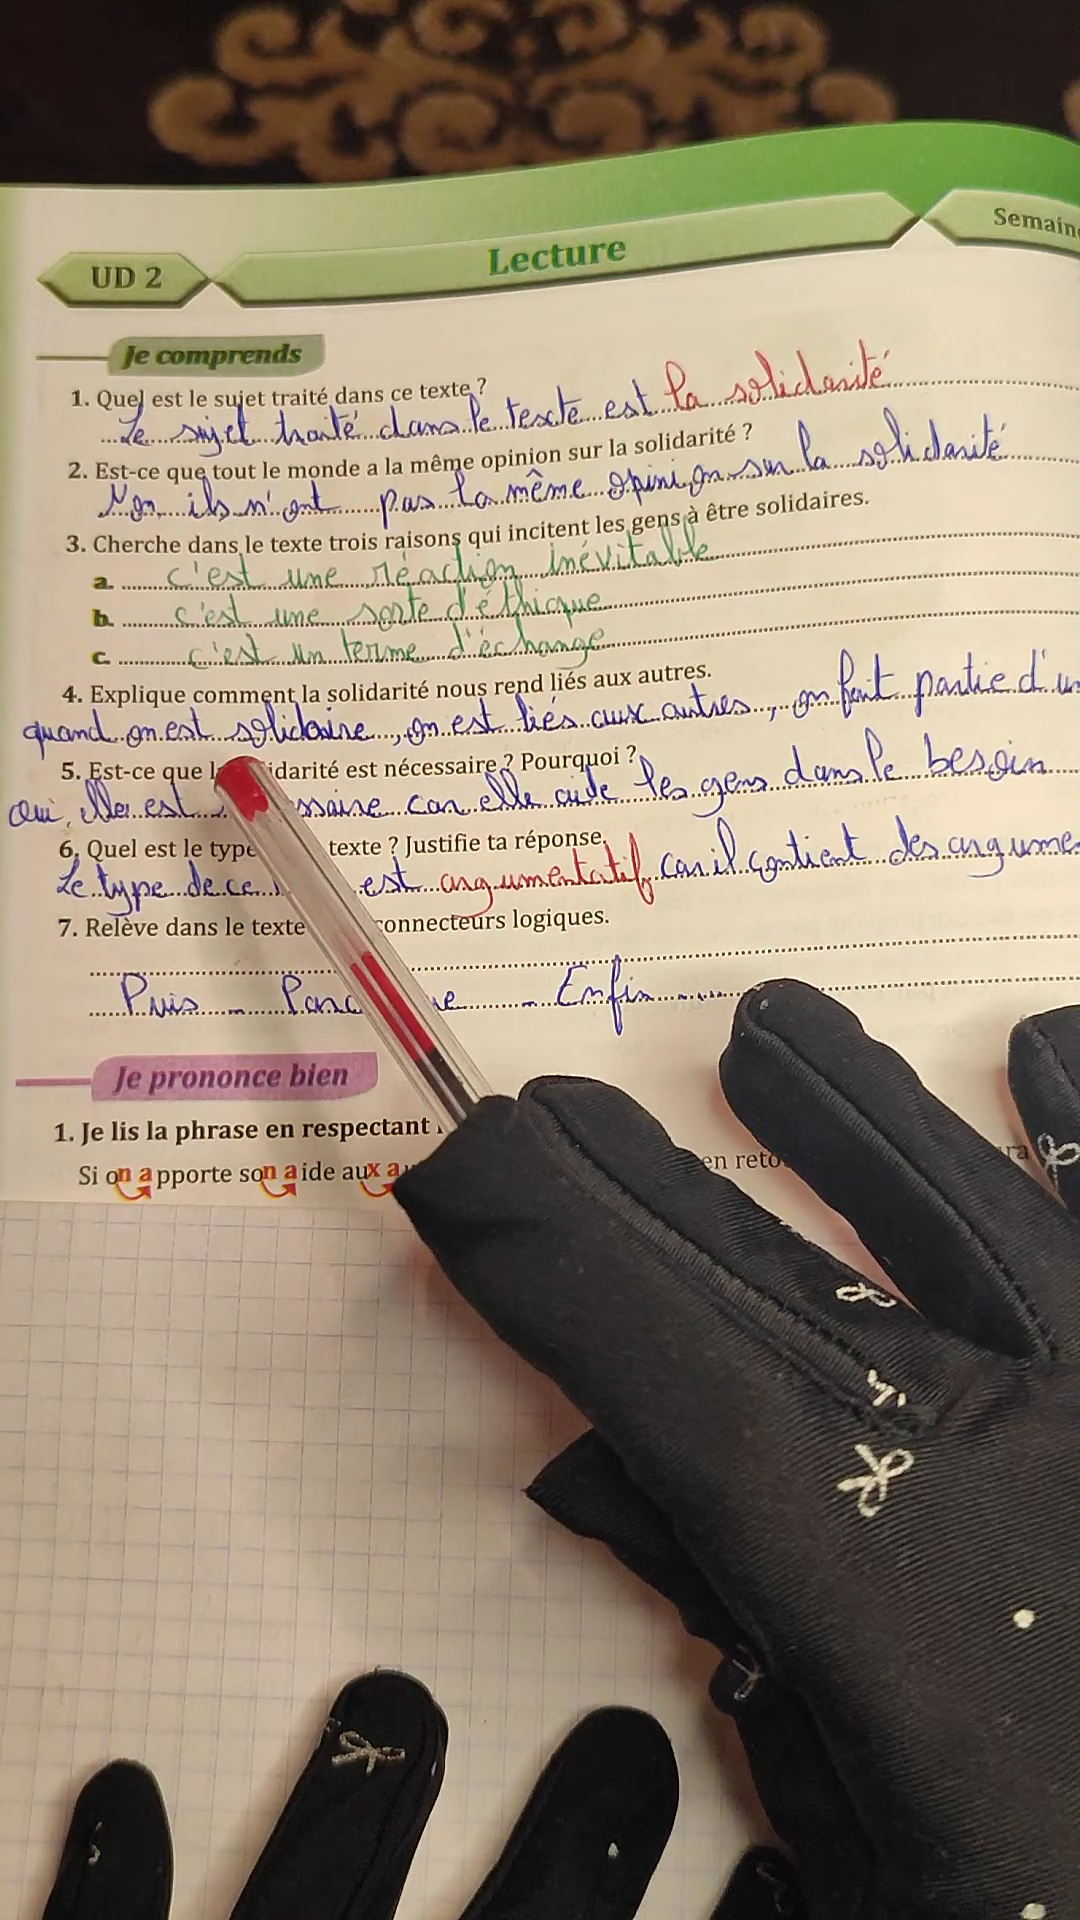 Semaine
UD 2
Lecture
Je comprends
1. Quel est le sujet traité dans ce texte ?
Le sujet traité dans le texte est la solidarité
2. Est-ce que tout le monde a la même opinion sur la solidarité ?
Non, ils n'ont pas la même opinion sur la solidarité
3. Cherche dans le texte trois raisons qui incitent les gens à être solidaires.
a. c'est une réaction inévitable
b. c'est une sorte d'éthique
c. c'est un terme d'échange
4. Explique comment la solidarité nous rend liés aux autres.
quand on est solidaire, on est liés aux autres, on fait partie d'un
5. Est-ce que l idarité est nécessaire ? Pourquoi ?
Oui, elle est ssaire car elle aide les gens dans le besoin
6. Quel est le type texte ? Justifie ta réponse.
Le type de ce est argumentatif car il contient des argume
7. Relève dans le texte connecteurs logiques.
Puis - Parc ue - Enfin
Je prononce bien
1. Je lis la phrase en respectant
Si on apporte son aide aux au en reto ra